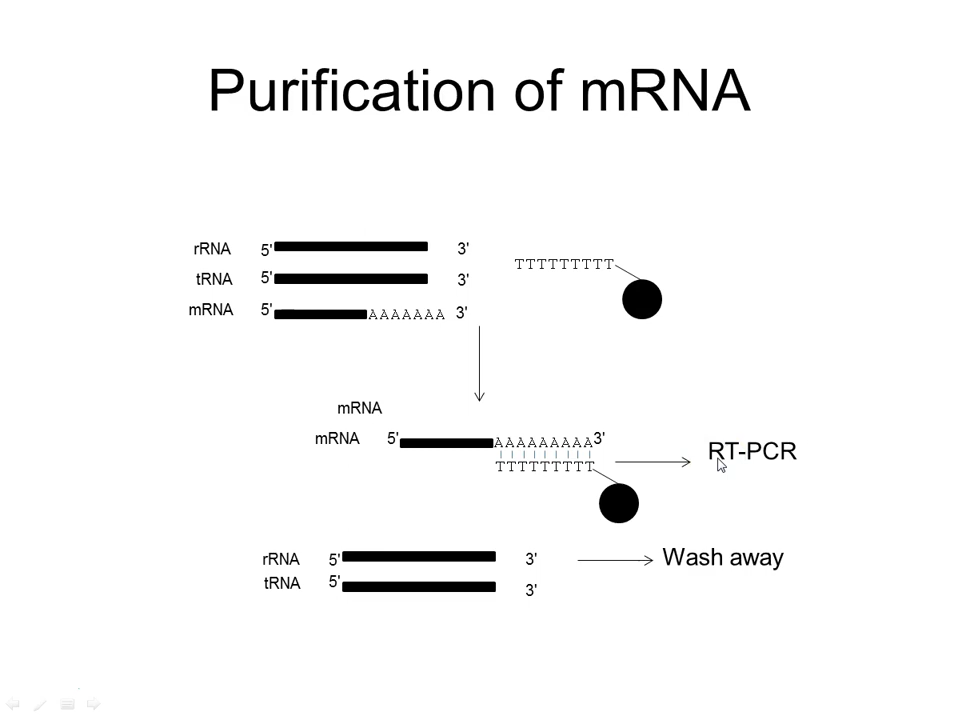 Purification of mRNA
rRNA 5' 3'
TTTTTTTTT
tRNA 5' 3'
mRNA 5' AAAAAAA 3'
mRNA
mRNA 5' AAAAAAAAA 3'
TTTTTTTTT
RT-PCR
rRNA 5' 3'
Wash away
tRNA 5' 3'